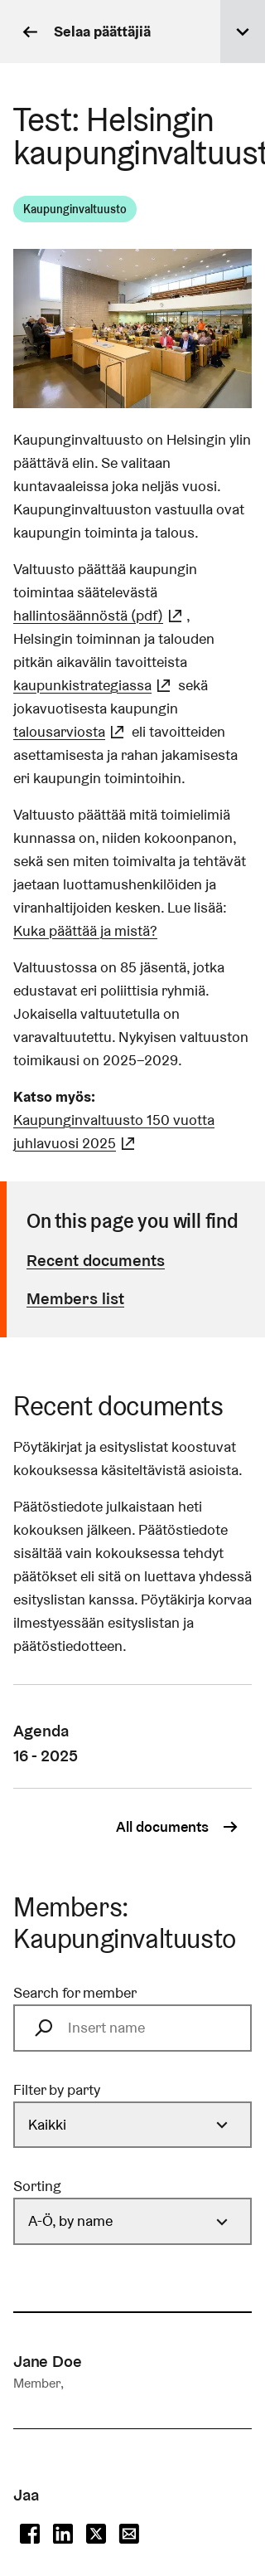 Selaa päättäjiä
Test: Helsingin
kaupunginvaltuust
Kaupunginvaltuusto
Kaupunginvaltuusto on Helsingin ylin
päättävä elin. Se valitaan
kuntavaaleissa joka neljäs vuosi.
Kaupunginvaltuuston vastuulla ovat
kaupungin toiminta ja talous.
Valtuusto päättää kaupungin
toimintaa säätelevästä
hallintosäännöstä (pdf) ,
Helsingin toiminnan ja talouden
pitkän aikavälin tavoitteista
kaupunkistrategiassa sekä
jokavuotisesta kaupungin
talousarviosta eli tavoitteiden
asettamisesta ja rahan jakamisesta
eri kaupungin toimintoihin.
Valtuusto päättää mitä toimielimiä
kunnassa on, niiden kokoonpanon,
sekä sen miten toimivalta ja tehtävät
jaetaan luottamushenkilöiden ja
viranhaltijoiden kesken. Lue lisää:
Kuka päättää ja mistä?
Valtuustossa on 85 jäsentä, jotka
edustavat eri poliittisia ryhmiä.
Jokaisella valtuutetulla on
varavaltuutettu. Nykyisen valtuuston
toimikausi on 2025–2029.
Katso myös:
Kaupunginvaltuusto 150 vuotta
juhlavuosi 2025
On this page you will find
Recent documents
Members list
Recent documents
Pöytäkirjat ja esityslistat koostuvat
kokouksessa käsiteltävistä asioista.
Päätöstiedote julkaistaan heti
kokouksen jälkeen. Päätöstiedote
sisältää vain kokouksessa tehdyt
päätökset eli sitä on luettava yhdessä
esityslistan kanssa. Pöytäkirja korvaa
ilmestyessään esityslistan ja
päätöstiedotteen.
Agenda
16 - 2025
All documents
Members:
Kaupunginvaltuusto
Search for member
Insert name
Filter by party
Kaikki
Sorting
A-Ö, by name
Jane Doe
Member,
Jaa